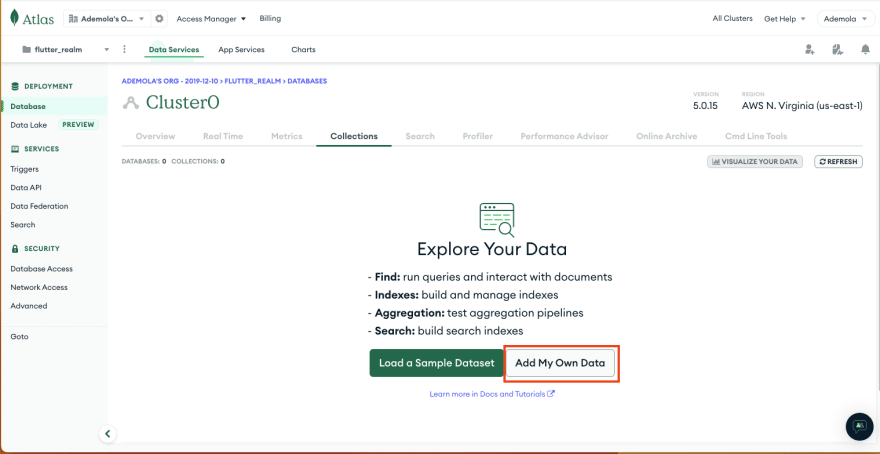 Atlas
Ademola's O...
Access Manager
Billing
All Clusters
Get Help
Ademola
flutter_realm
Data Services
App Services
Charts
DEPLOYMENT
Database
Data Lake
PREVIEW
SERVICES
Triggers
Data API
Data Federation
Search
SECURITY
Database Access
Network Access
Advanced
Goto
ADEMOLA'S ORG - 2019-12-10 > FLUTTER_REALM > DATABASES
Cluster0
VERSION
5.0.15
REGION
AWS N. Virginia (us-east-1)
Overview
Real Time
Metrics
Collections
Search
Profiler
Performance Advisor
Online Archive
Cmd Line Tools
DATABASES: 0 COLLECTIONS: 0
VISUALIZE YOUR DATA
REFRESH
Explore Your Data
- Find: run queries and interact with documents
- Indexes: build and manage indexes
- Aggregation: test aggregation pipelines
- Search: build search indexes
Load a Sample Dataset
Add My Own Data
Learn more in Docs and Tutorials